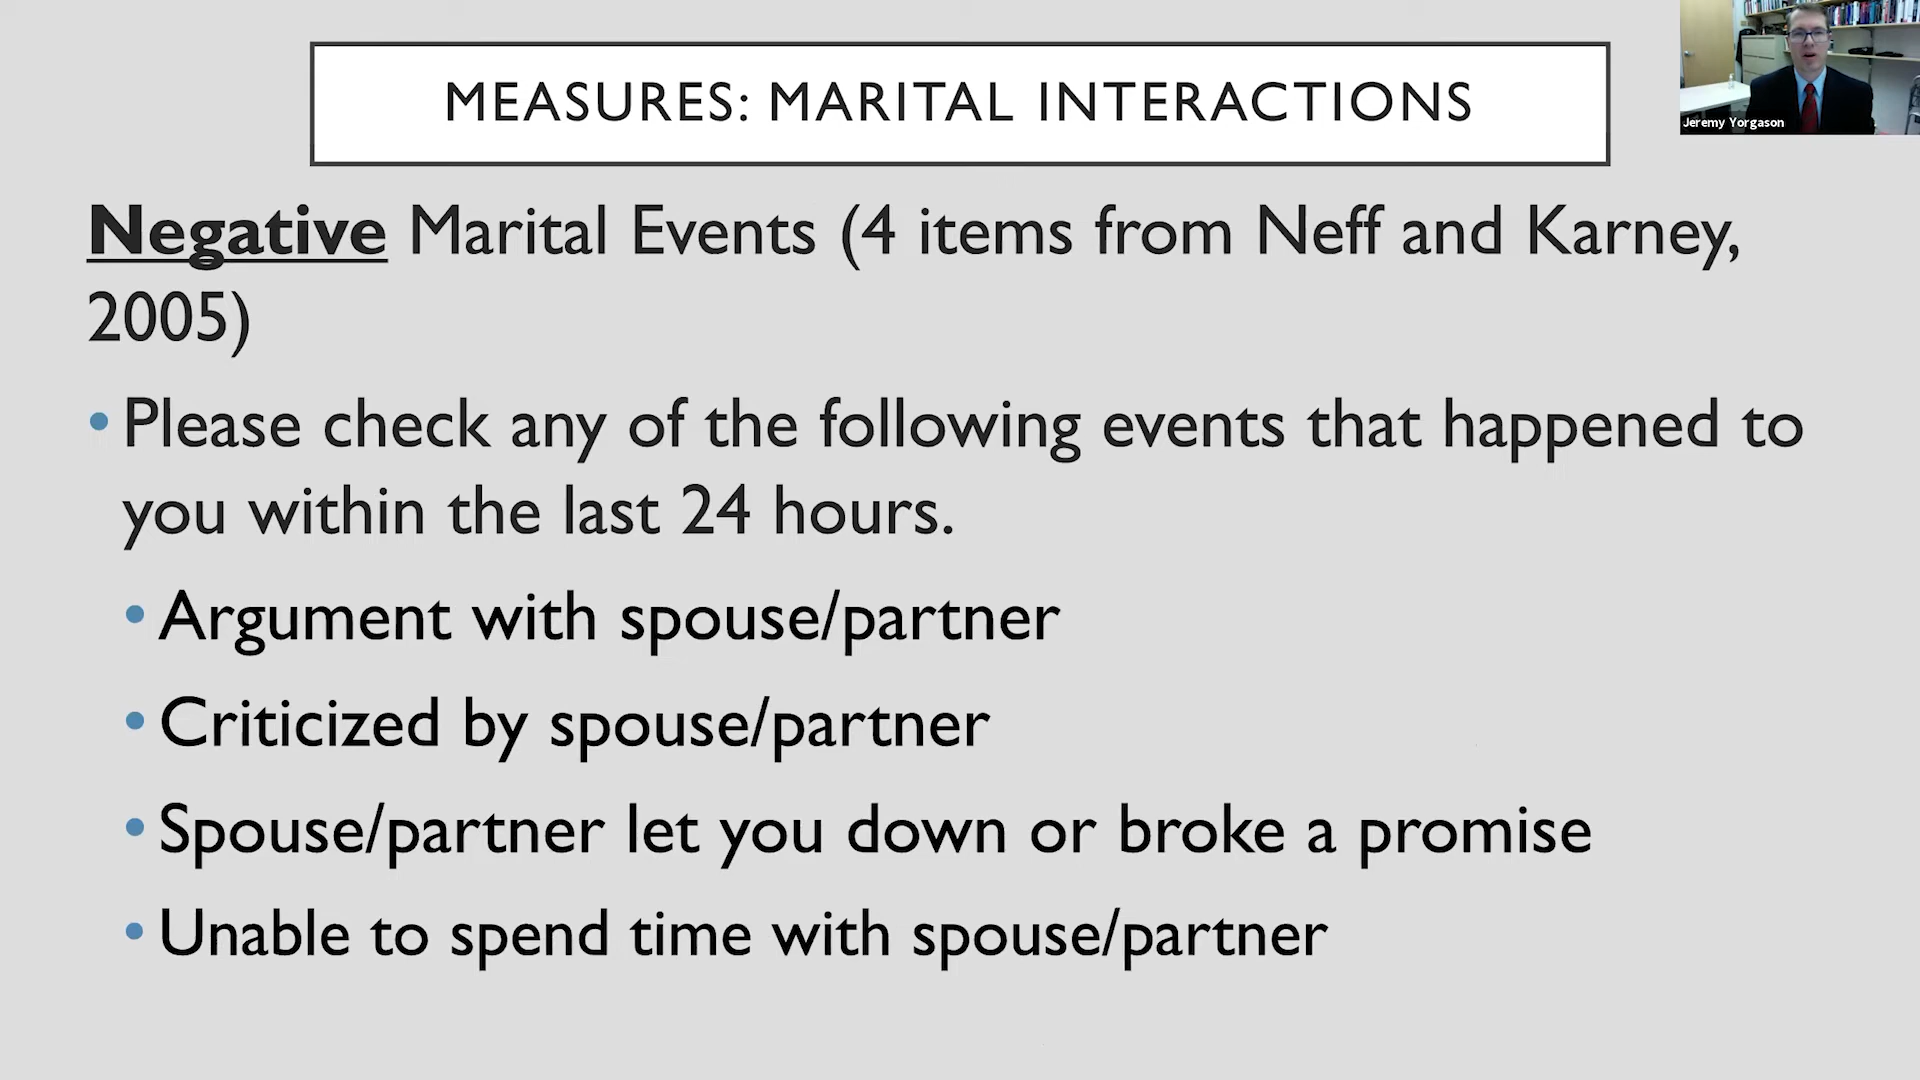 MEASURES: MARITAL INTERACTIONS
Jeremy Yorgason
Negative Marital Events (4 items from Neff and Karney,
2005)
• Please check any of the following events that happened to
you within the last 24 hours.
• Argument with spouse/partner
• Criticized by spouse/partner
• Spouse/partner let you down or broke a promise
• Unable to spend time with spouse/partner